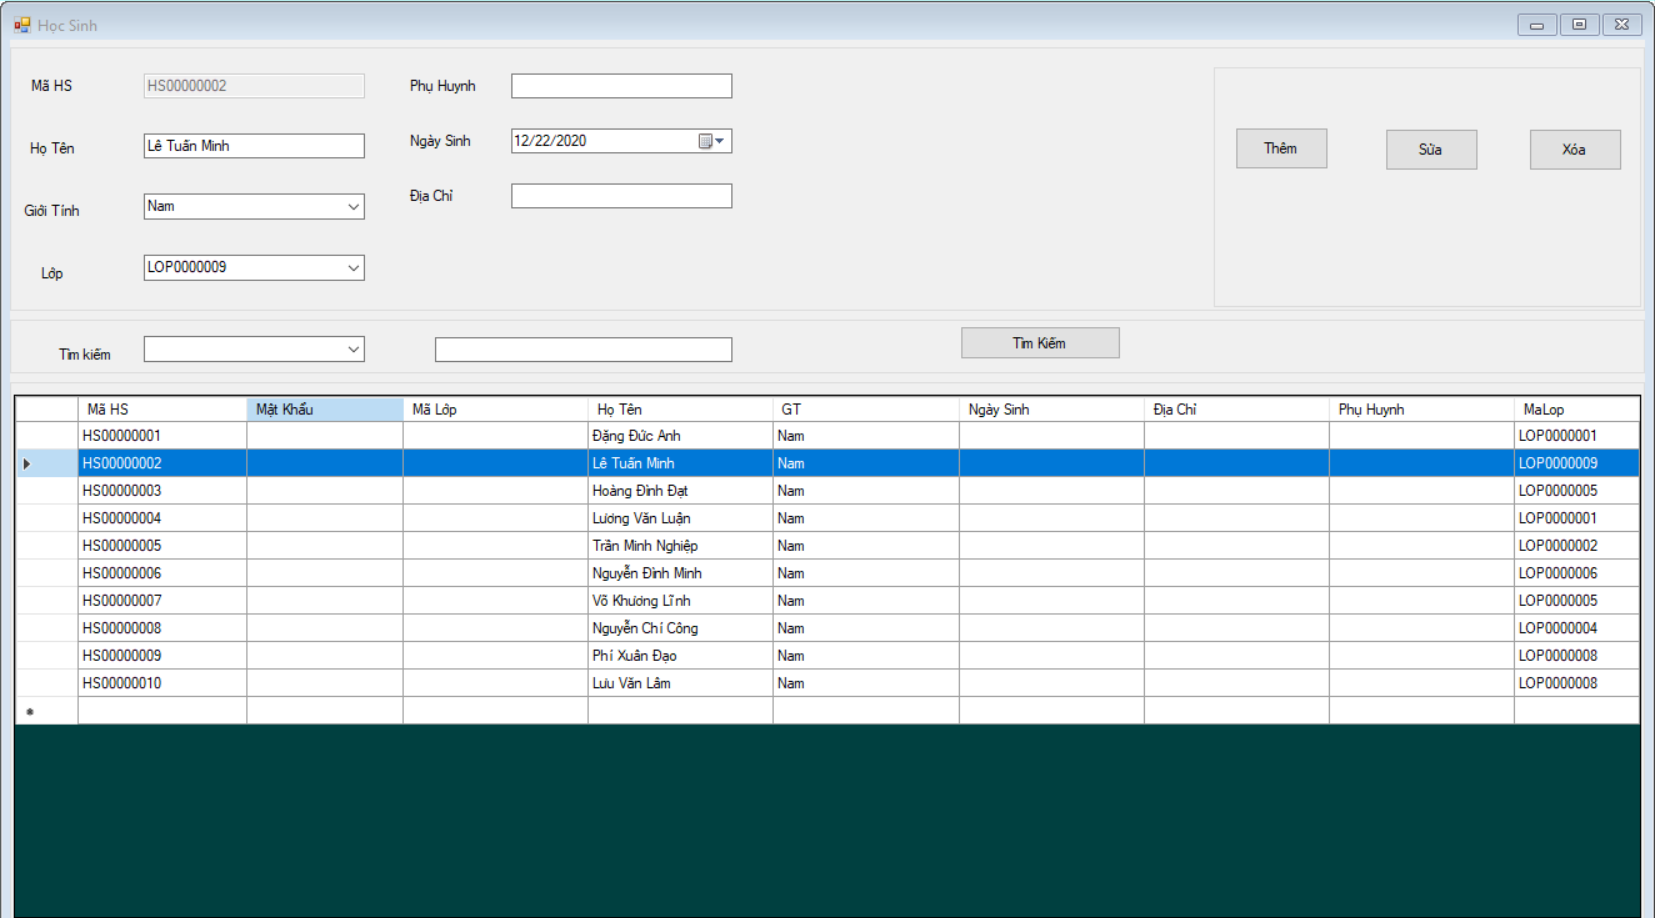 Học Sinh
Mã HS HS00000002 Phụ Huynh
Họ Tên Lê Tuấn Minh Ngày Sinh 12/22/2020 Thêm Sửa Xóa
Giới Tính Nam Địa Chỉ
Lớp LOP0000009
Tìm kiếm Tìm Kiếm
Mã HS Mật Khẩu Mã Lớp Họ Tên GT Ngày Sinh Địa Chỉ Phụ Huynh MaLop
HS00000001 Đặng Đức Anh Nam LOP0000001
HS00000002 Lê Tuấn Minh Nam LOP0000009
HS00000003 Hoàng Đình Đạt Nam LOP0000005
HS00000004 Lương Văn Luận Nam LOP0000001
HS00000005 Trần Minh Nghiệp Nam LOP0000002
HS00000006 Nguyễn Đình Minh Nam LOP0000006
HS00000007 Võ Khương Lĩnh Nam LOP0000005
HS00000008 Nguyễn Chí Công Nam LOP0000004
HS00000009 Phí Xuân Đạo Nam LOP0000008
HS00000010 Lưu Văn Lâm Nam LOP0000008